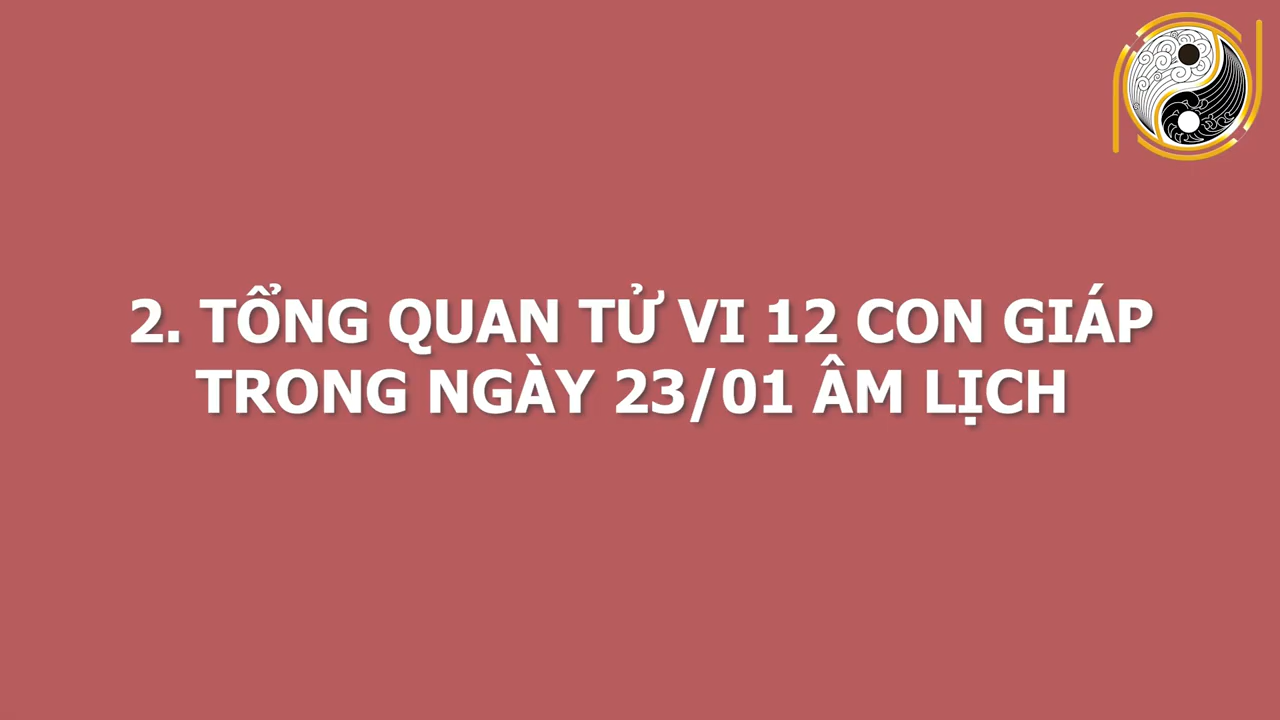 2. TỔNG QUAN TỬ VI 12 CON GIÁP
TRONG NGÀY 23/01 ÂM LỊCH